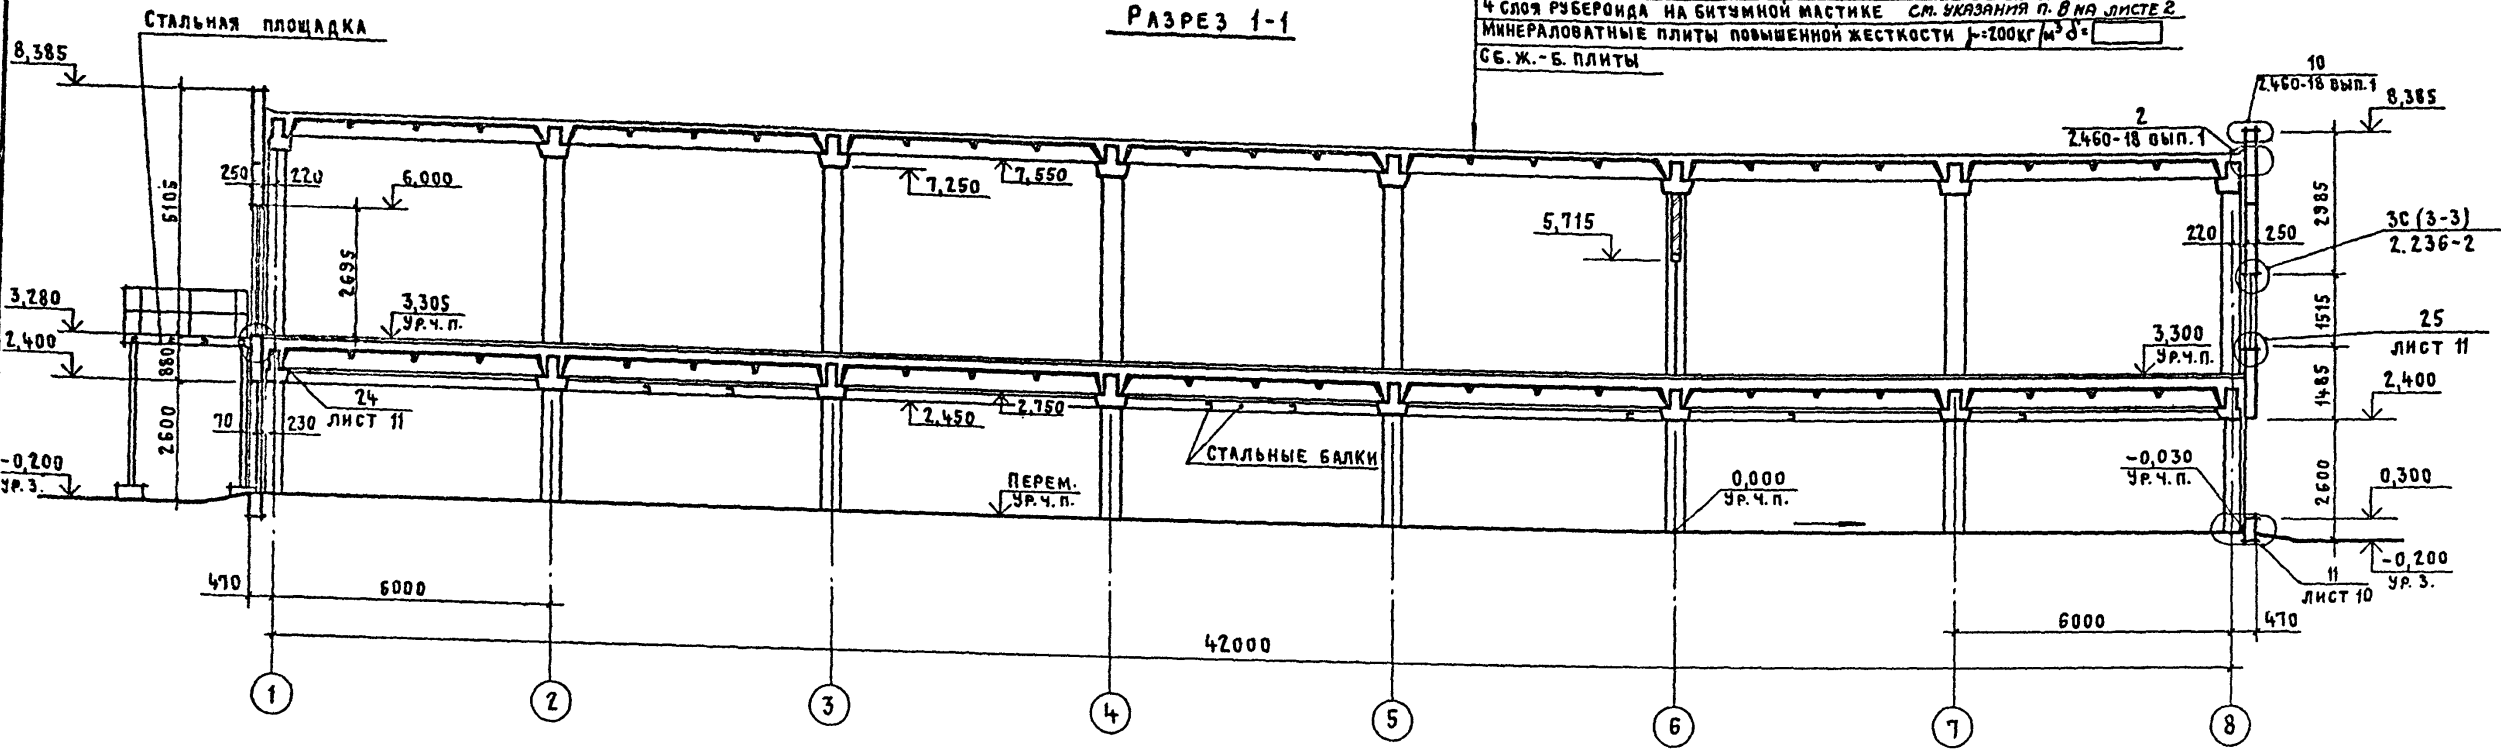 РАЗРЕЗ 1-1
4 СЛОЯ РУБЕРОИДА НА БИТУМНОЙ МАСТИКЕ СМ. УКАЗАНИЯ П. 8 НА ЛИСТЕ 2
МИНЕРАЛОВАТНЫЕ ПЛИТЫ ПОВЫШЕННОЙ ЖЕСТКОСТИ γ=200КГ/М³ δ=
СБ. Ж.-Б. ПЛИТЫ
СТАЛЬНАЯ ПЛОЩАДКА
8,385
10
2.460-18 ВЫП.1
8,385
2
2.460-18 ВЫП.1
250
220
6,000
7,250
7,550
5105
2695
5,715
2985
220
250
3С (3-3)
2.236-2
3,280
3,305
УР.Ч.П.
2,400
880
1515
25
ЛИСТ 11
3,300
УР.Ч.П.
2,400
1485
24
ЛИСТ 11
70
230
2600
2,450
2,750
СТАЛЬНЫЕ БАЛКИ
-0,200
УР.З.
ПЕРЕМ.
УР.Ч.П.
0,000
УР.Ч.П.
-0,030
УР.Ч.П.
2600
0,300
-0,200
УР.З.
11
ЛИСТ 10
470
6000
42000
6000
470
1
2
3
4
5
6
7
8